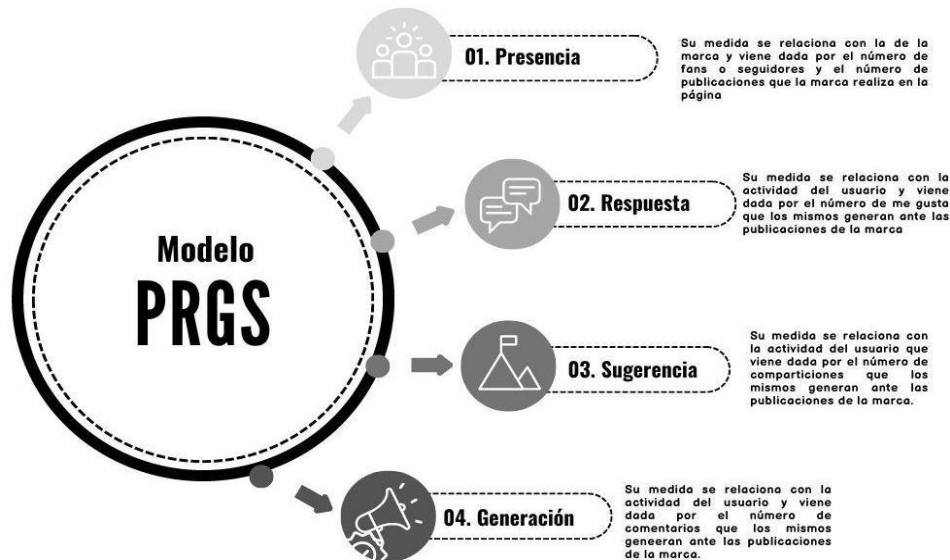 Modelo
PRGS
01. Presencia
Su medida se relaciona con la de la
marca y viene dada por el número de
fans o seguidores y el número de
publicaciones que la marca realiza en la
página
02. Respuesta
Su medida se relaciona con la
actividad del usuario y viene
dada por el número de me gusta
que los mismos generan ante las
publicaciones de la marca
03. Sugerencia
Su medida se relaciona con
la actividad del usuario que
viene dada por el número de
comparticiones que los
mismos generan ante las
publicaciones de la marca.
04. Generación
Su medida se relaciona con la
actividad del usuario y viene
dada por el número de
comentarios que los mismos
geneeran ante las publicaciones
de la marca.